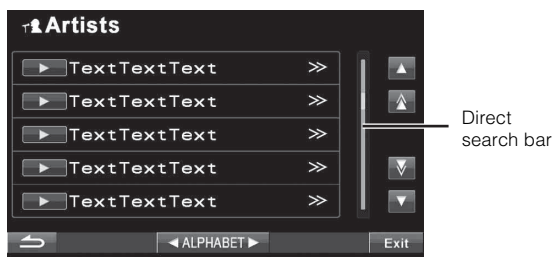 Artists
TextTextText
TextTextText
TextTextText
TextTextText
TextTextText
Direct
search bar
ALPHABET
Exit